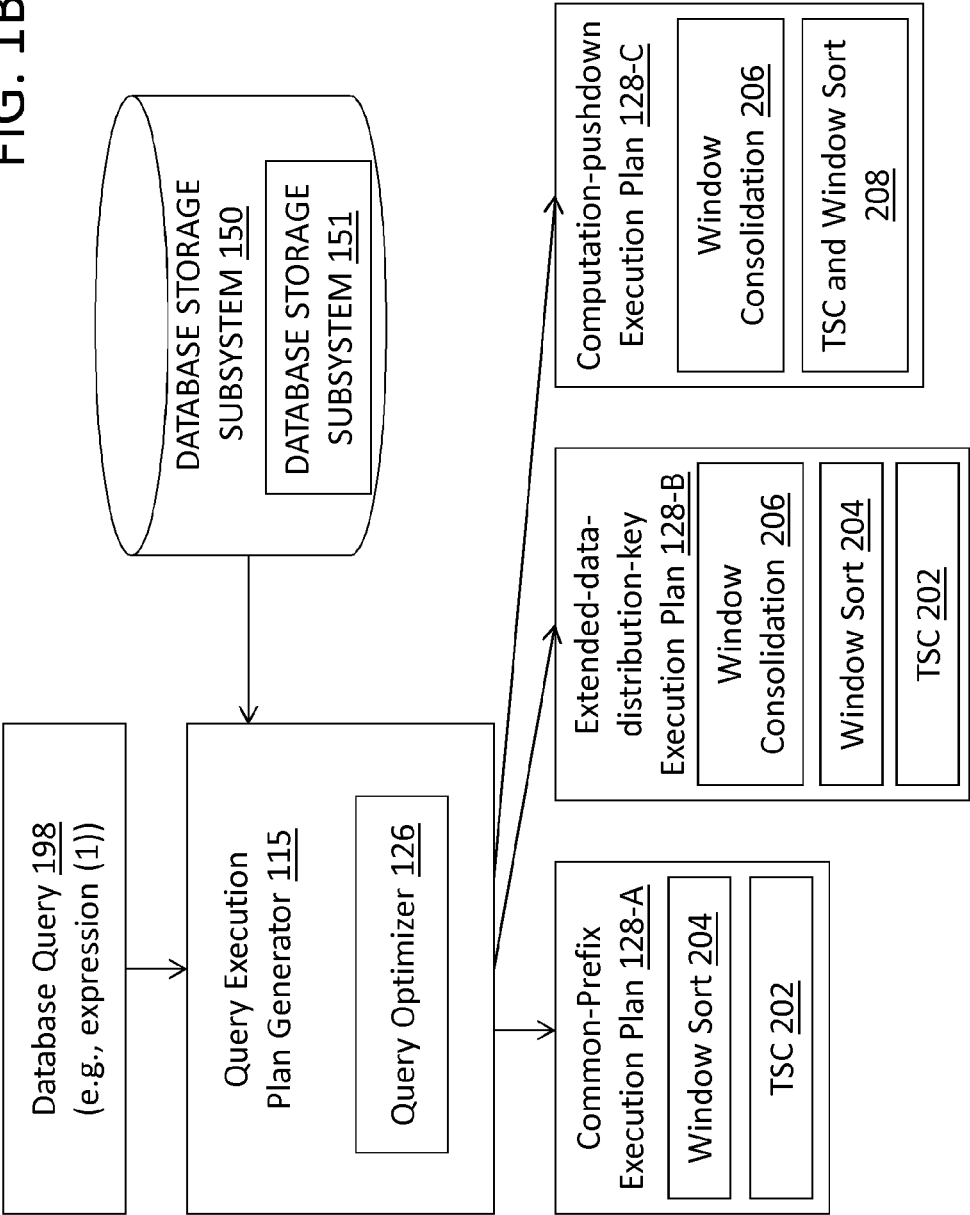 FIG. 1B
Database Query 198
(e.g., expression (1))
DATABASE STORAGE
SUBSYSTEM 150
DATABASE STORAGE
SUBSYSTEM 151
Query Execution
Plan Generator 115
Query Optimizer 126
Common-Prefix
Execution Plan 128-A
Window Sort 204
TSC 202
Extended-data-
distribution-key
Execution Plan 128-B
Window
Consolidation 206
Window Sort 204
TSC 202
Computation-pushdown
Execution Plan 128-C
Window
Consolidation 206
TSC and Window Sort
208